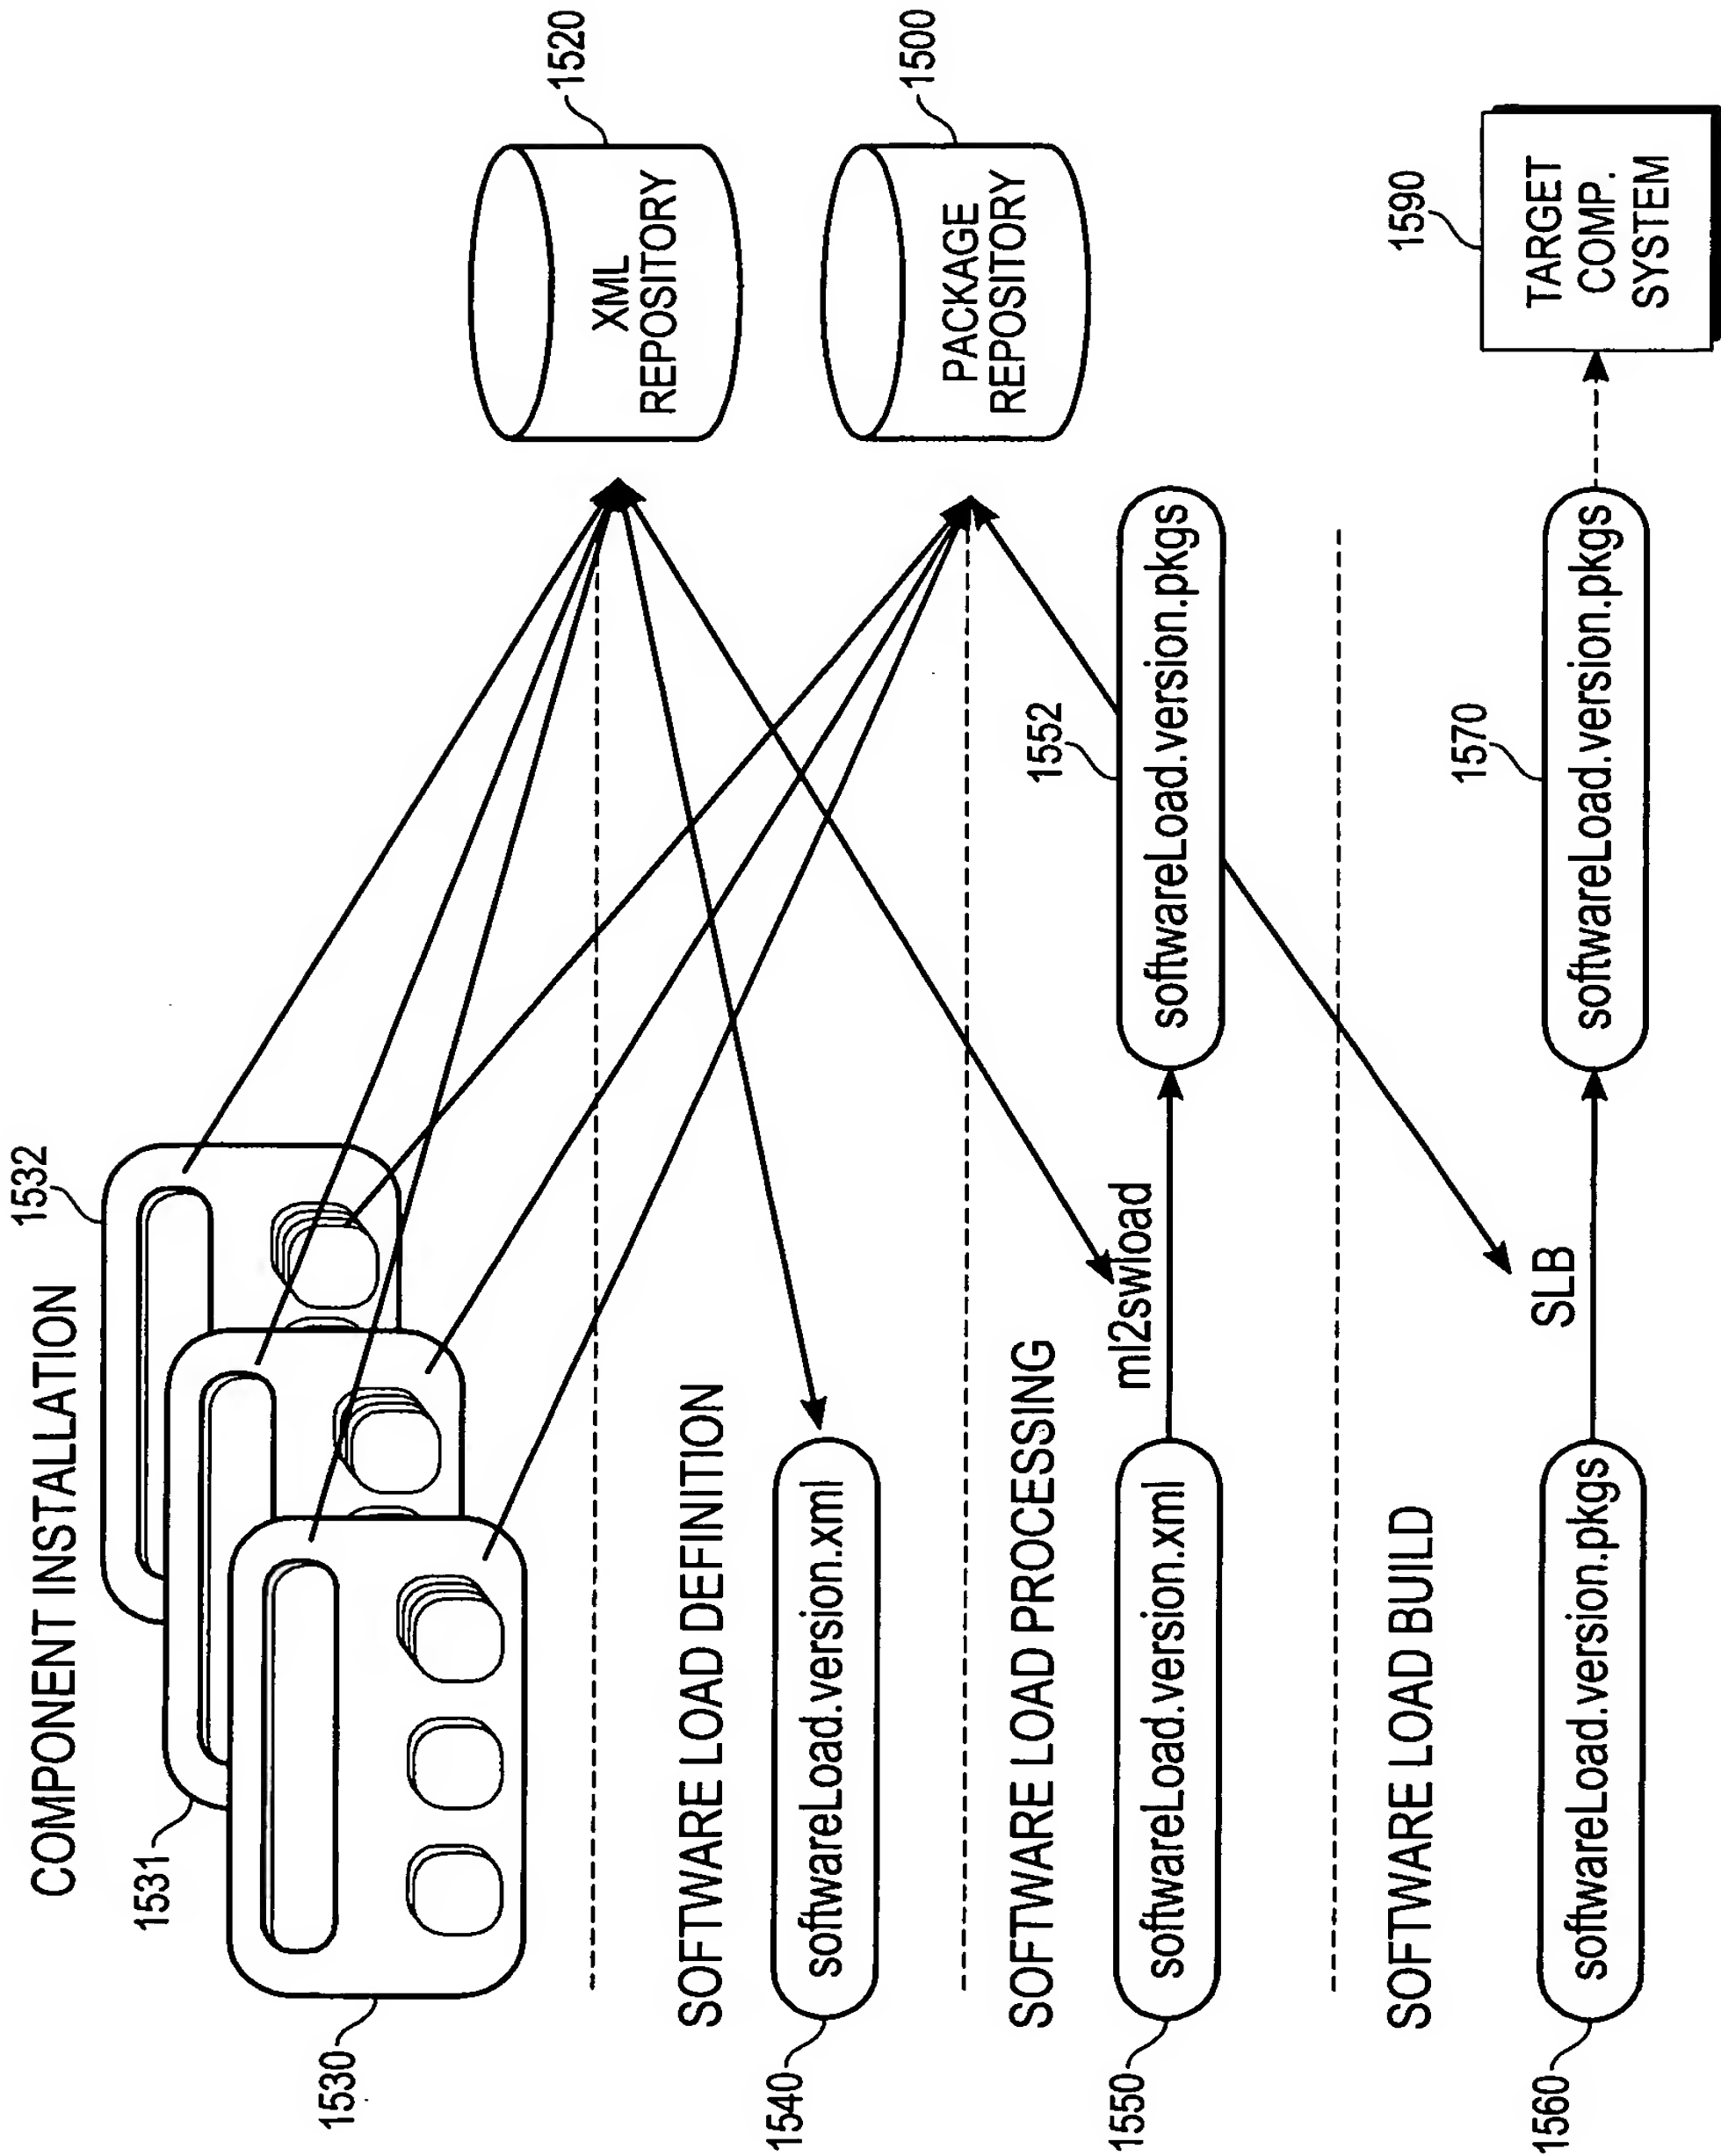 COMPONENT INSTALLATION
1532
1531
1530
1520
XML
REPOSITORY
1500
PACKAGE
REPOSITORY
SOFTWARE LOAD DEFINITION
softwareLoad.version.xml
1540
SOFTWARE LOAD PROCESSING
ml2swload
softwareLoad.version.xml
1550
1552
softwareLoad.version.pkgs
SOFTWARE LOAD BUILD
SLB
softwareLoad.version.pkgs
1560
1570
softwareLoad.version.pkgs
1590
TARGET
COMP.
SYSTEM